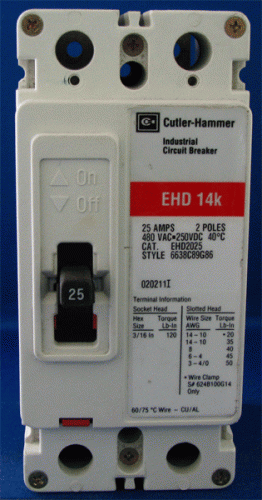 Cutler-Hammer
Industrial
Circuit Breaker
On
Off
EHD 14k
25 AMPS 2 POLES
480 VAC•250VDC 40°C
CAT. EHD2025
STYLE 6638C89G86
25
020211I
Terminal Information
Socket Head Slotted Head
Hex Torque Wire Size Torque
Size Lb-In AWG Lb-In
3/16 In 120 14-10 •20
14-10 35
8 40
6-4 45
3-4/0 50
• Wire Clamp
S# 624B100G14
Only
60/75 °C Wire - CU/AL